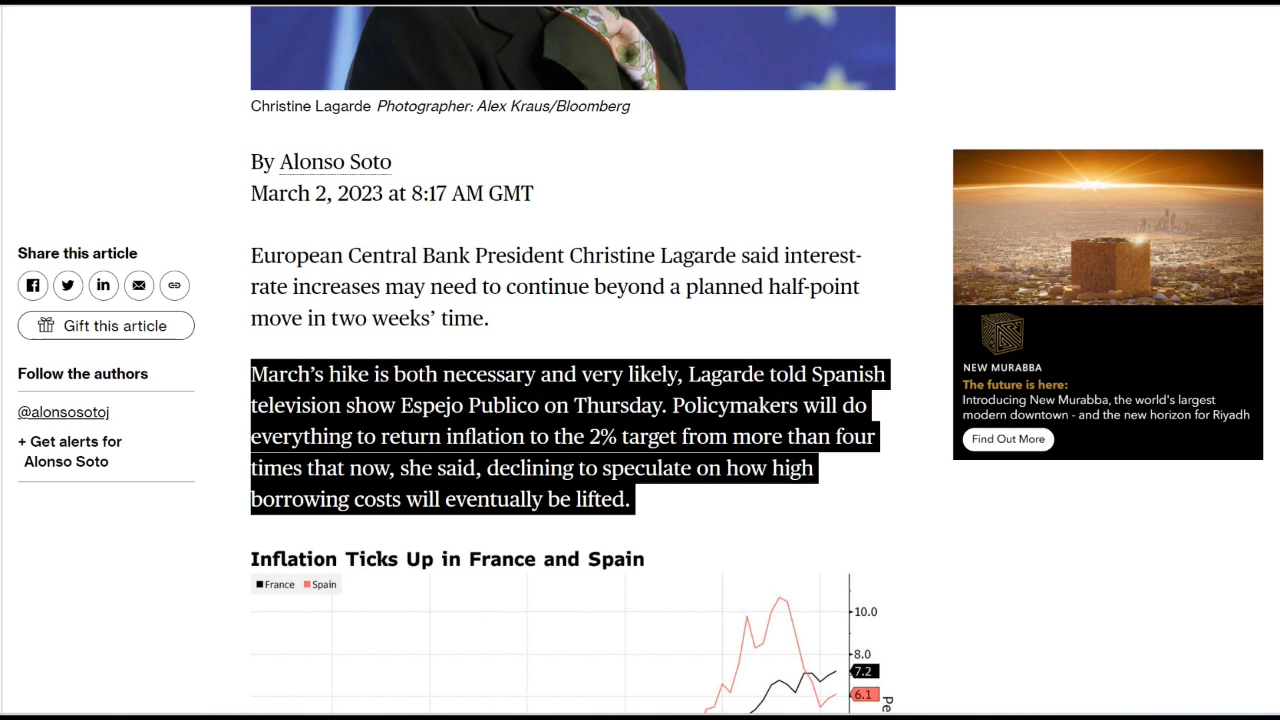 Christine Lagarde Photographer: Alex Kraus/Bloomberg
By Alonso Soto
March 2, 2023 at 8:17 AM GMT
Share this article
Gift this article
Follow the authors
@alonsosotoj
+ Get alerts for
Alonso Soto
European Central Bank President Christine Lagarde said interest-
rate increases may need to continue beyond a planned half-point
move in two weeks’ time.
March’s hike is both necessary and very likely, Lagarde told Spanish
television show Espejo Publico on Thursday. Policymakers will do
everything to return inflation to the 2% target from more than four
times that now, she said, declining to speculate on how high
borrowing costs will eventually be lifted.
Inflation Ticks Up in France and Spain
France Spain
10.0
8.0
7.2
6.1
Pe
NEW MURABBA
The future is here:
Introducing New Murabba, the world's largest
modern downtown - and the new horizon for Riyadh
Find Out More